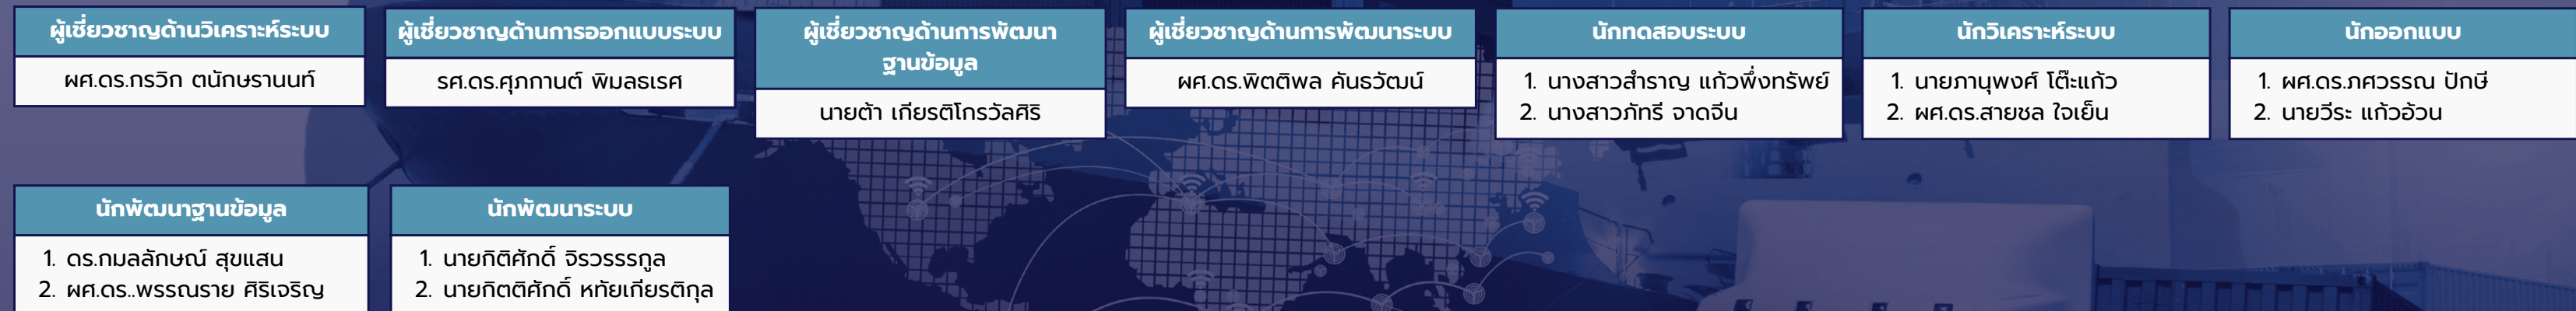 ผู้เชี่ยวชาญด้านวิเคราะห์ระบบ
ผศ.ดร.กรวิก ตนักษรานนท์
ผู้เชี่ยวชาญด้านการออกแบบระบบ
รศ.ดร.ศุภกานต์ พิมลธเรศ
ผู้เชี่ยวชาญด้านการพัฒนา
ฐานข้อมูล
นายต้า เกียรติโกรวัลศิริ
ผู้เชี่ยวชาญด้านการพัฒนาระบบ
ผศ.ดร.พิตติพล คันธวัฒน์
นักทดสอบระบบ
1. นางสาวสำราญ แก้วพึ่งทรัพย์
2. นางสาวภัทรี จาดจีน
นักวิเคราะห์ระบบ
1. นายภานุพงศ์ โต๊ะแก้ว
2. ผศ.ดร.สายชล ใจเย็น
นักออกแบบ
1. ผศ.ดร.ภศวรรณ ปักษี
2. นายวีระ แก้วอ้วน
นักพัฒนาฐานข้อมูล
1. ดร.กมลลักษณ์ สุขแสน
2. ผศ.ดร..พรรณราย ศิริเจริญ
นักพัฒนาระบบ
1. นายกิติศักดิ์ จิรวรรรกูล
2. นายกิตติศักดิ์ หทัยเกียรติกุล